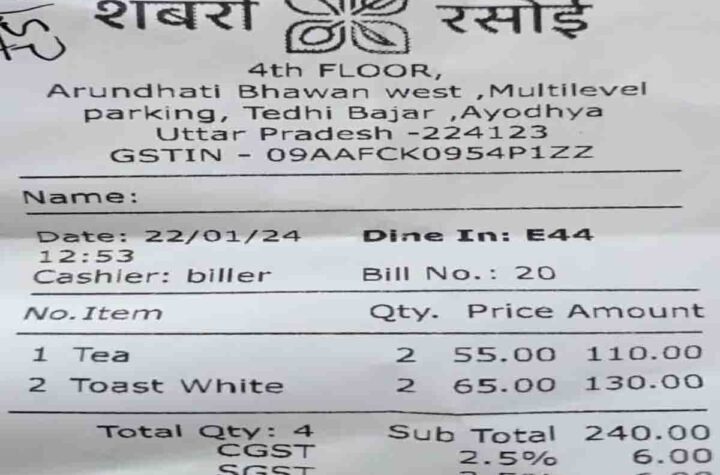 शबरी रसोई
4th FLOOR,
Arundhati Bhawan west ,Multilevel
parking, Tedhi Bajar ,Ayodhya
Uttar Pradesh -224123
GSTIN - 09AAFCK0954P1ZZ
Name:
Date: 22/01/24 Dine In: E44
12:53
Cashier: biller Bill No.: 20
No.Item Qty. Price Amount
1 Tea 2 55.00 110.00
2 Toast White 2 65.00 130.00
Total Qty: 4 Sub Total 240.00
CGST 2.5% 6.00
SGST